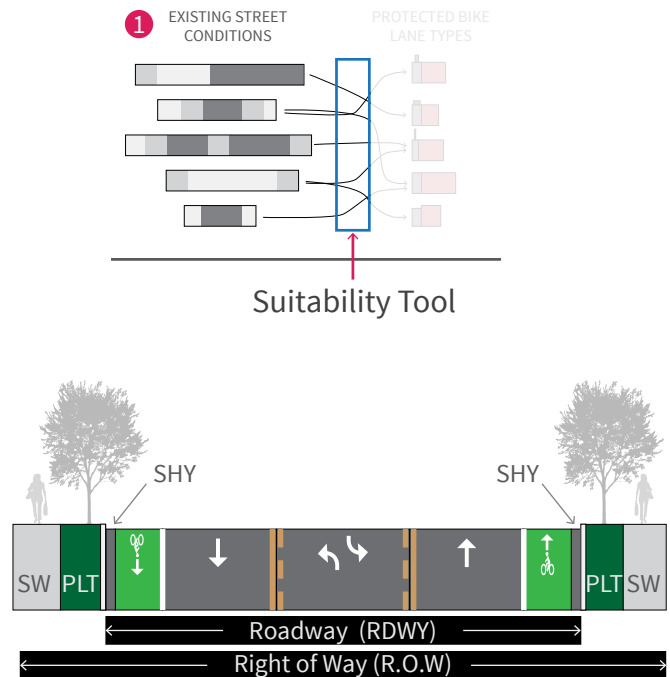 1
EXISTING STREET
CONDITIONS
PROTECTED BIKE
LANE TYPES
Suitability Tool
SHY
SHY
SW
PLT
PLT
SW
Roadway (RDWY)
Right of Way (R.O.W)